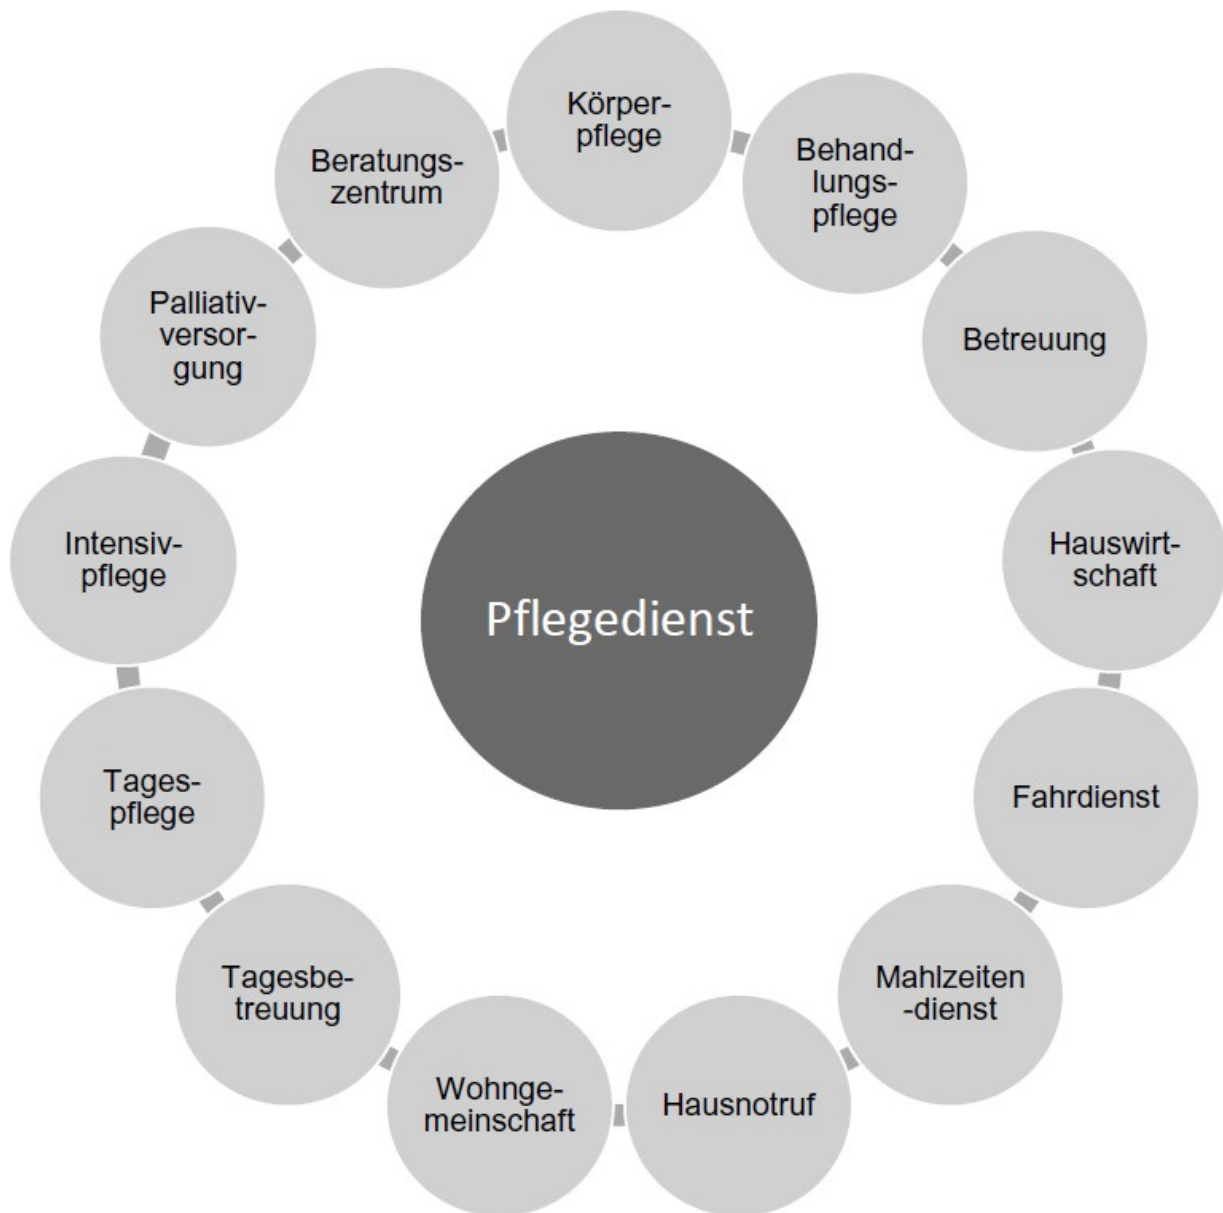 Körper-
pflege
Behand-
lungs-
pflege
Betreuung
Hauswirt-
schaft
Fahrdienst
Mahlzeiten
-dienst
Hausnotruf
Wohnge-
meinschaft
Tagesbe-
treuung
Tages-
pflege
Intensiv-
pflege
Palliativ-
versor-
gung
Beratungs-
zentrum
Pflegedienst